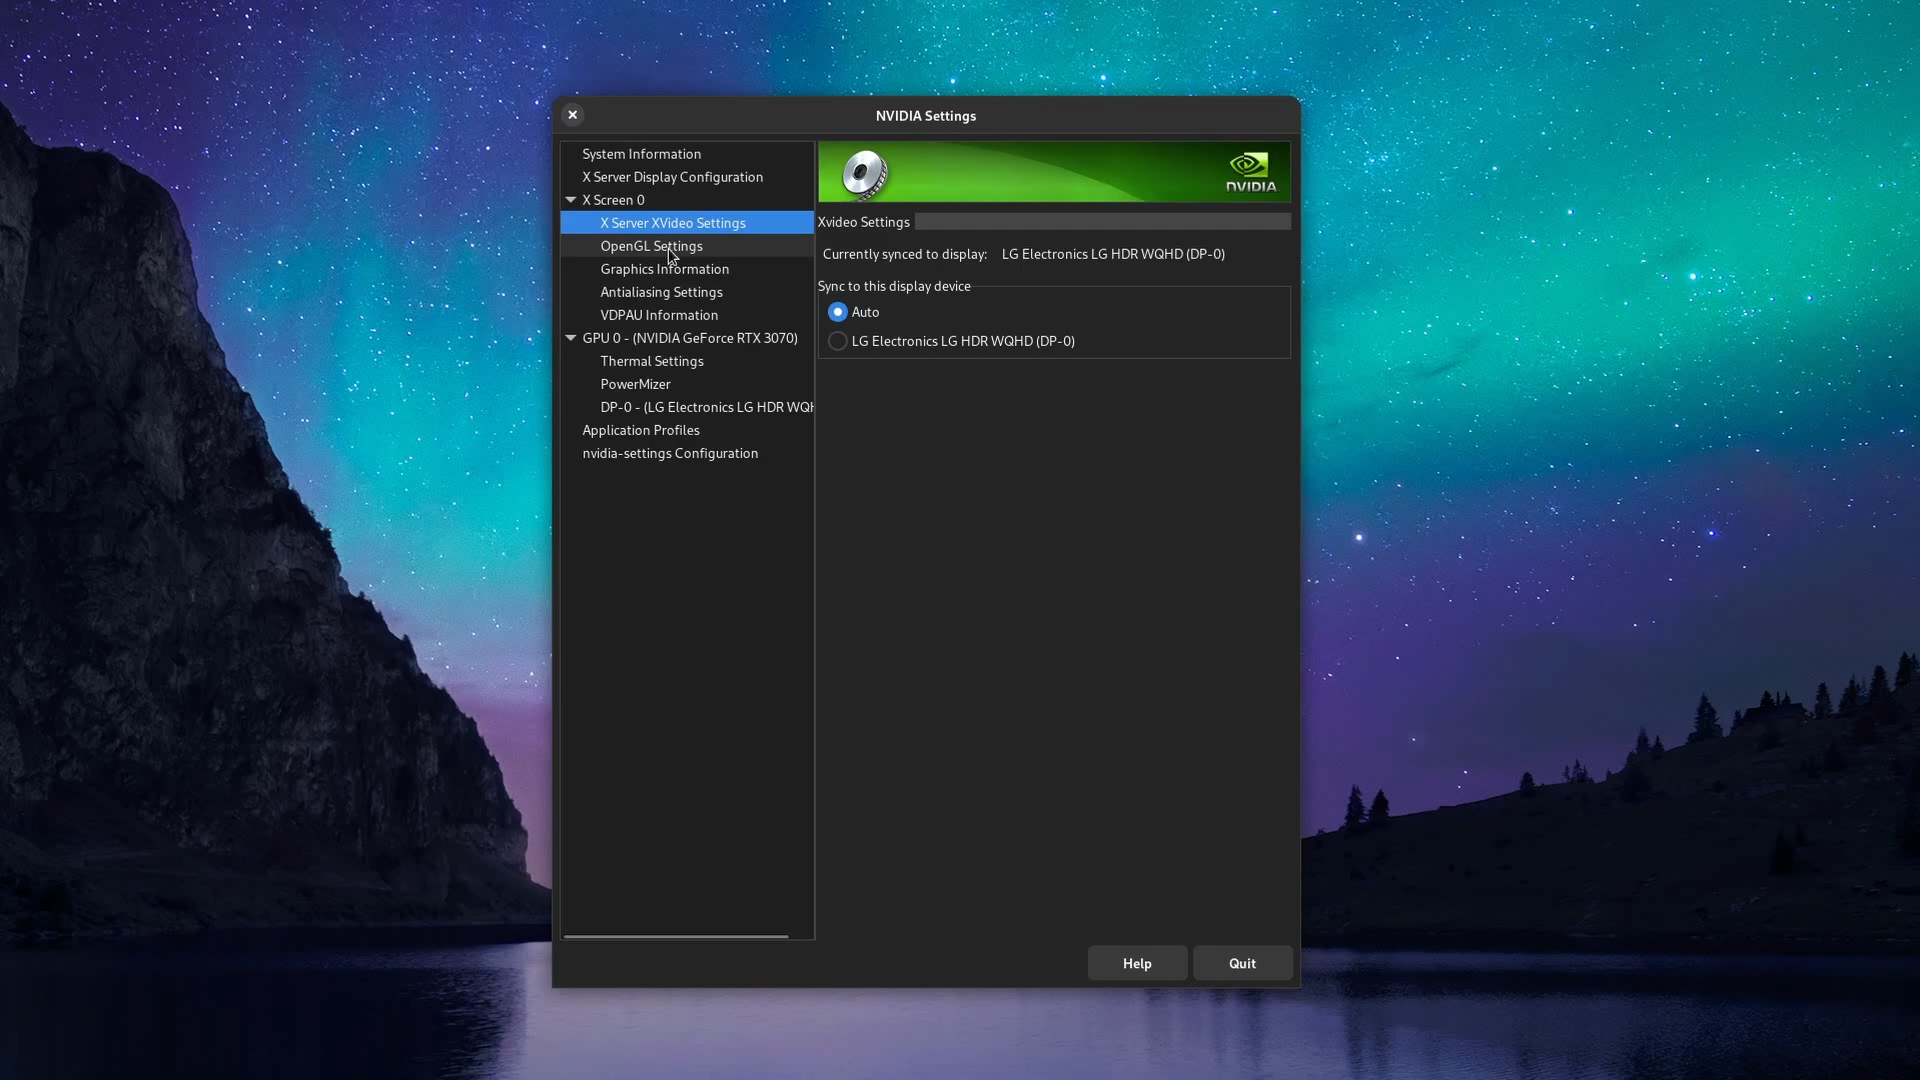 NVIDIA Settings
System Information
X Server Display Configuration
X Screen 0
X Server XVideo Settings
OpenGL Settings
Graphics Information
Antialiasing Settings
VDPAU Information
GPU 0 - (NVIDIA GeForce RTX 3070)
Thermal Settings
PowerMizer
DP-0 - (LG Electronics LG HDR WQH
Application Profiles
nvidia-settings Configuration
NVIDIA
Xvideo Settings
Currently synced to display: LG Electronics LG HDR WQHD (DP-0)
Sync to this display device
Auto
LG Electronics LG HDR WQHD (DP-0)
Help
Quit